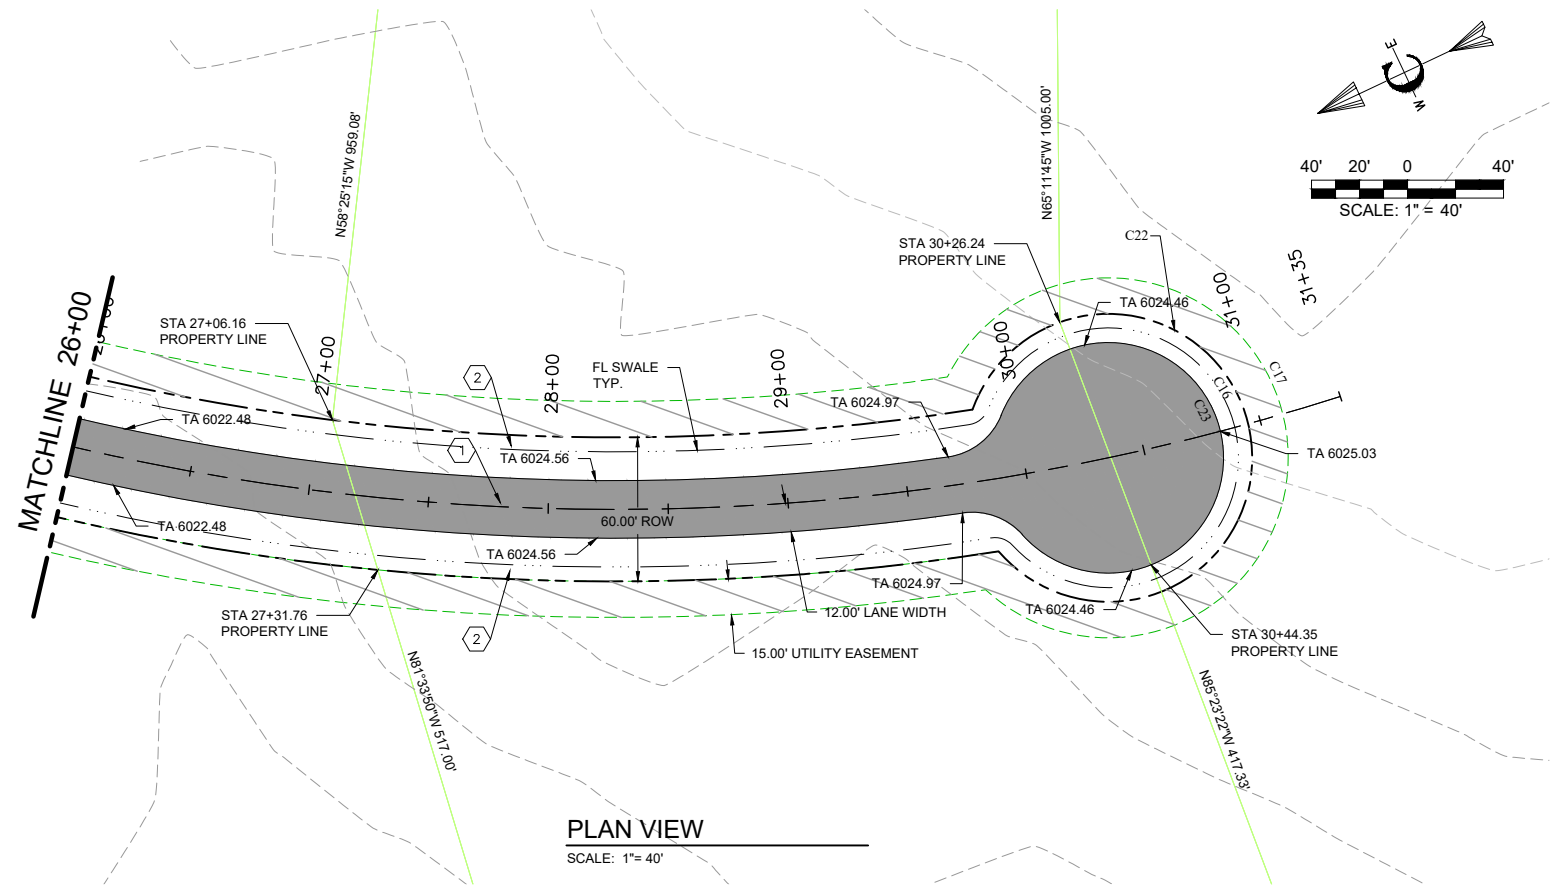 N58°25'15"W 959.08'
N65°11'45"W 1005.00'
E
W
40' 20' 0 40'
SCALE: 1" = 40'
STA 30+26.24
PROPERTY LINE
C22
31+00
31+35
TA 6024.46
MATCHLINE 26+00
STA 27+06.16
PROPERTY LINE
27+00
2
28+00
FL SWALE
TYP.
29+00
30+00
TA 6024.97
C17
C16
C23
TA 6022.48
1
TA 6024.56
TA 6025.03
60.00' ROW
TA 6022.48
TA 6024.56
TA 6024.97
TA 6024.46
12.00' LANE WIDTH
STA 27+31.76
PROPERTY LINE
2
15.00' UTILITY EASEMENT
STA 30+44.35
PROPERTY LINE
N81°33'50"W 517.00'
N85°23'22"W 417.33'
PLAN VIEW
SCALE: 1"= 40'